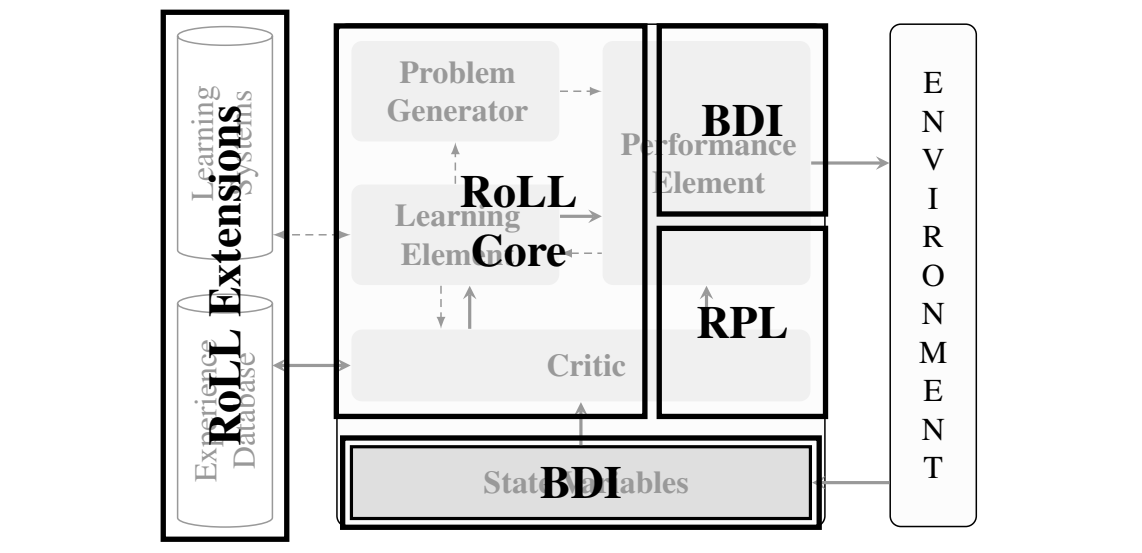 Learning
Systems
Experience
Database
RoLL Extensions
Problem
Generator
Learning
Element
RoLL
Core
Performance
Element
BDI
RPL
Critic
State Variables
BDI
ENVIRONMENT